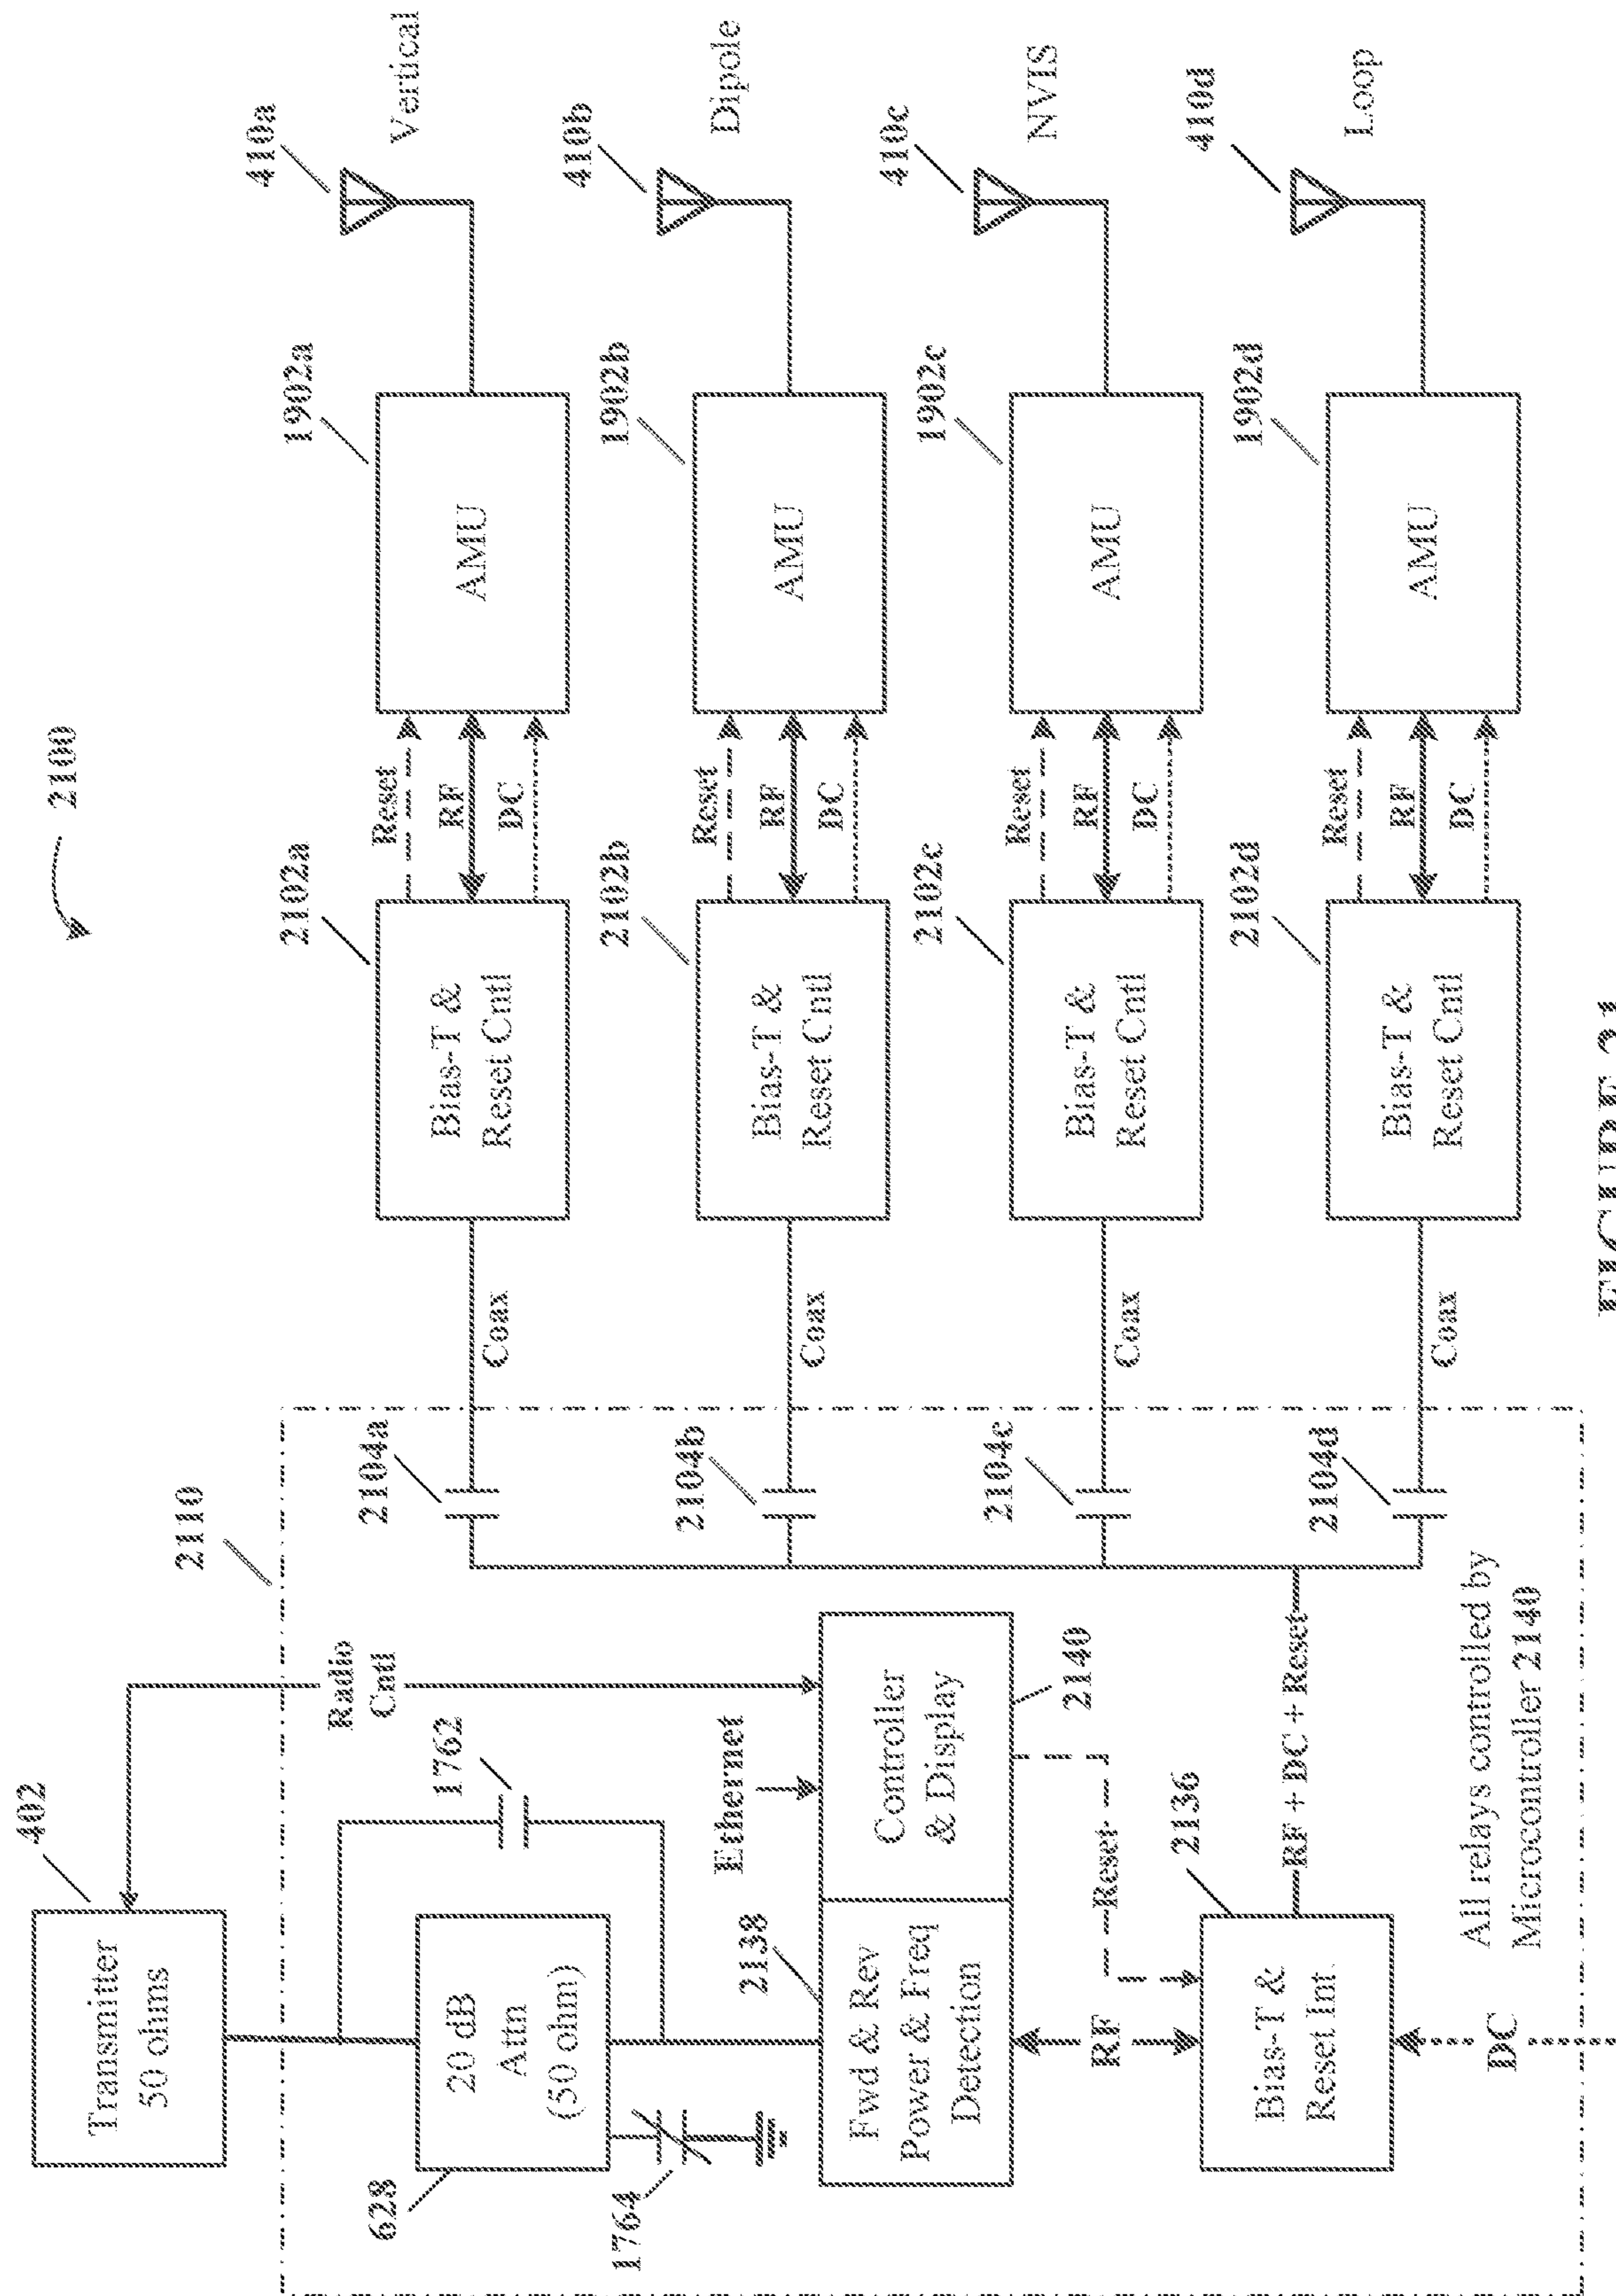 2100
402
Transmitter
50 ohms
2110
Radio
Cntl
628
20 dB
Attn
(50 ohm)
1762
1764
Ethernet
2138
Fwd & Rev
Power & Freq
Detection
Controller
& Display
2140
RF
Reset
2136
Bias-T &
Reset Int.
DC
RF + DC + Reset
All relays controlled by
Microcontroller 2140
2104a
Coax
2102a
Bias-T &
Reset Cntl
Reset
RF
DC
1902a
AMU
410a
Vertical
2104b
Coax
2102b
Bias-T &
Reset Cntl
Reset
RF
DC
1902b
AMU
410b
Dipole
2104c
Coax
2102c
Bias-T &
Reset Cntl
Reset
RF
DC
1902c
AMU
410c
NVIS
2104d
Coax
2102d
Bias-T &
Reset Cntl
Reset
RF
DC
1902d
AMU
410d
Loop
FIGURE 21